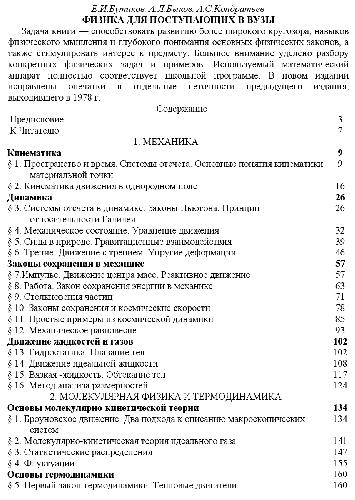 Е.И.Бутиков, А.Л.Быков, А.С.Кондратьев
ФИЗИКА ДЛЯ ПОСТУПАЮЩИХ В ВУЗЫ
Задача книги — способствовать развитию более широкого кругозора, навыков
физического мышления и глубокого понимания основных физических законов, а
также стимулировать интерес к предмету. Большое внимание уделено разбору
конкретных физических задач и примеров. Используемый математический
аппарат полностью соответствует школьной программе. В новом издании
исправлены опечатки и отдельные неточности предыдущего издания,
выходившего в 1978 г.
Содержание
Предисловие 3
К Читателю 7
1. МЕХАНИКА
Кинематика 9
§ 1. Пространство и время. Системы отсчета. Основные понятия кинематики 9
материальной точки
§ 2. Кинематика движения в однородном поле 16
Динамика 26
§ 3. Системы отсчета в динамике. Законы Ньютона. Принцип 26
относительности Галилея
§ 4. Механическое состояние. Уравнение движения 32
§ 5. Силы в природе. Гравитационные взаимодействия 39
§ 6. Трение. Движение с трением. Упругие деформации 46
Законы сохранения в механике 57
§ 7. Импульс. Движение центра масс. Реактивное движение 57
§ 8. Работа. Закон сохранения энергии в механике 63
§ 9. Столкновения частиц 71
§ 10. Законы сохранения и космические скорости 78
§ 11. Простые примеры из космической динамики 85
§ 12. Механическое равновесие 93
Движение жидкостей и газов 102
§ 13. Гидростатика. Плавание тел 102
§ 14. Движение идеальной жидкости 108
§ 15. Вязкая -жидкость. Обтекание тел 117
§ 16. Метод анализа размерностей 124
2. МОЛЕКУЛЯРНАЯ ФИЗИКА И ТЕРМОДИНАМИКА
Основы молекулярно кинетической теории 134
§ 1. Броуновское движение. Два подхода к описанию макроскопических 134
систем
§ 2. Молекулярно-кинетическая теория идеального газа 141
§ 3. Статистические распределения 147
§ 4. Флуктуации 155
Основы термодинамики 160
§ 5. Первый закон термодинамики. Тепловые двигатели 160